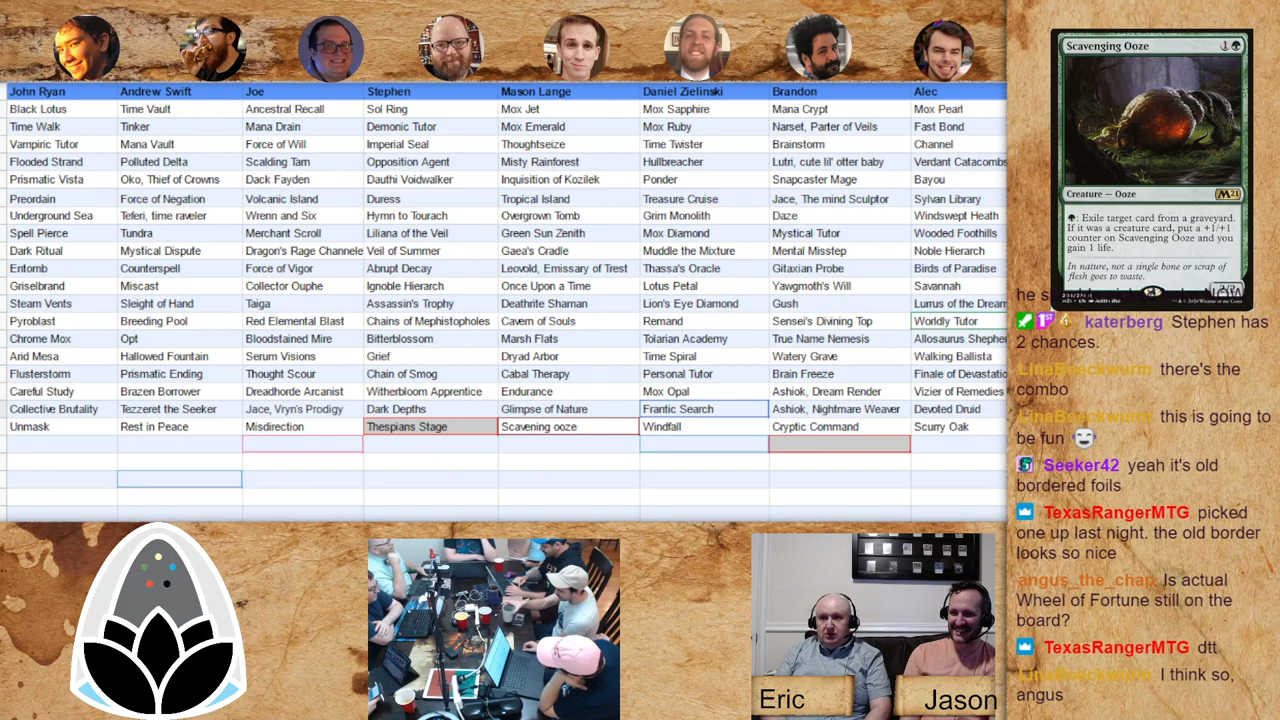 John Ryan Andrew Swift Joe Stephen Mason Lange Daniel Zielinski Brandon Alec
Black Lotus Time Vault Ancestral Recall Sol Ring Mox Jet Mox Sapphire Mana Crypt Mox Pearl
Time Walk Tinker Mana Drain Demonic Tutor Mox Emerald Mox Ruby Narset, Parter of Veils Fast Bond
Vampiric Tutor Mana Vault Force of Will Imperial Seal Thoughtseize Time Twister Brainstorm Channel
Flooded Strand Polluted Delta Scalding Tarn Opposition Agent Misty Rainforest Hullbreacher Lutri, cute lil' otter baby Verdant Catacombs
Prismatic Vista Oko, Thief of Crowns Dack Fayden Dauthi Voidwalker Inquisition of Kozilek Ponder Snapcaster Mage Bayou
Preordain Force of Negation Volcanic Island Duress Tropical Island Treasure Cruise Jace, The mind Sculptor Sylvan Library
Underground Sea Teferi, time raveler Wrenn and Six Hymn to Tourach Overgrown Tomb Grim Monolith Daze Windswept Heath
Spell Pierce Tundra Merchant Scroll Liliana of the Veil Green Sun Zenith Mox Diamond Mystical Tutor Wooded Foothills
Dark Ritual Mystical Dispute Dragon's Rage Channele Veil of Summer Gaea's Cradle Muddle the Mixture Mental Misstep Noble Hierarch
Entomb Counterspell Force of Vigor Abrupt Decay Leovold, Emissary of Trest Thassa's Oracle Gitaxian Probe Birds of Paradise
Griselbrand Miscast Collector Ouphe Ignoble Hierarch Once Upon a Time Lotus Petal Yawgmoth's Will Savannah
Steam Vents Sleight of Hand Taiga Assassin's Trophy Deathrite Shaman Lion's Eye Diamond Gush Lurrus of the Dream
Pyroblast Breeding Pool Red Elemental Blast Chains of Mephistopheles Cavern of Souls Remand Sensei's Divining Top Worldly Tutor
Chrome Mox Opt Bloodstained Mire Bitterblossom Marsh Flats Tolarian Academy True Name Nemesis Allosaurus Shepher
Arid Mesa Hallowed Fountain Serum Visions Grief Dryad Arbor Time Spiral Watery Grave Walking Ballista
Flusterstorm Prismatic Ending Thought Scour Chain of Smog Cabal Therapy Personal Tutor Brain Freeze Finale of Devastatio
Careful Study Brazen Borrower Dreadhorde Arcanist Witherbloom Apprentice Endurance Mox Opal Ashiok, Dream Render Vizier of Remedies
Collective Brutality Tezzeret the Seeker Jace, Vryn's Prodigy Dark Depths Glimpse of Nature Frantic Search Ashiok, Nightmare Weaver Devoted Druid
Unmask Rest in Peace Misdirection Thespians Stage Scavening ooze Windfall Cryptic Command Scurry Oak
Scavenging Ooze 1
Creature — Ooze M21
: Exile target card from a graveyard.
If it was a creature card, put a +1/+1
counter on Scavenging Ooze and you
gain 1 life.
In nature, not a single bone or scrap of
flesh goes to waste.
he s
katerberg Stephen has
2 chances.
LinaBoeckwurm there's the
combo
LinaBoeckwurm this is going to
be fun
Seeker42 yeah it's old
bordered foils
TexasRangerMTG picked
one up last night. the old border
looks so nice
angus_the_chap Is actual
Wheel of Fortune still on the
board?
TexasRangerMTG dtt
LinaBoeckwurm I think so,
angus
Eric
Jason